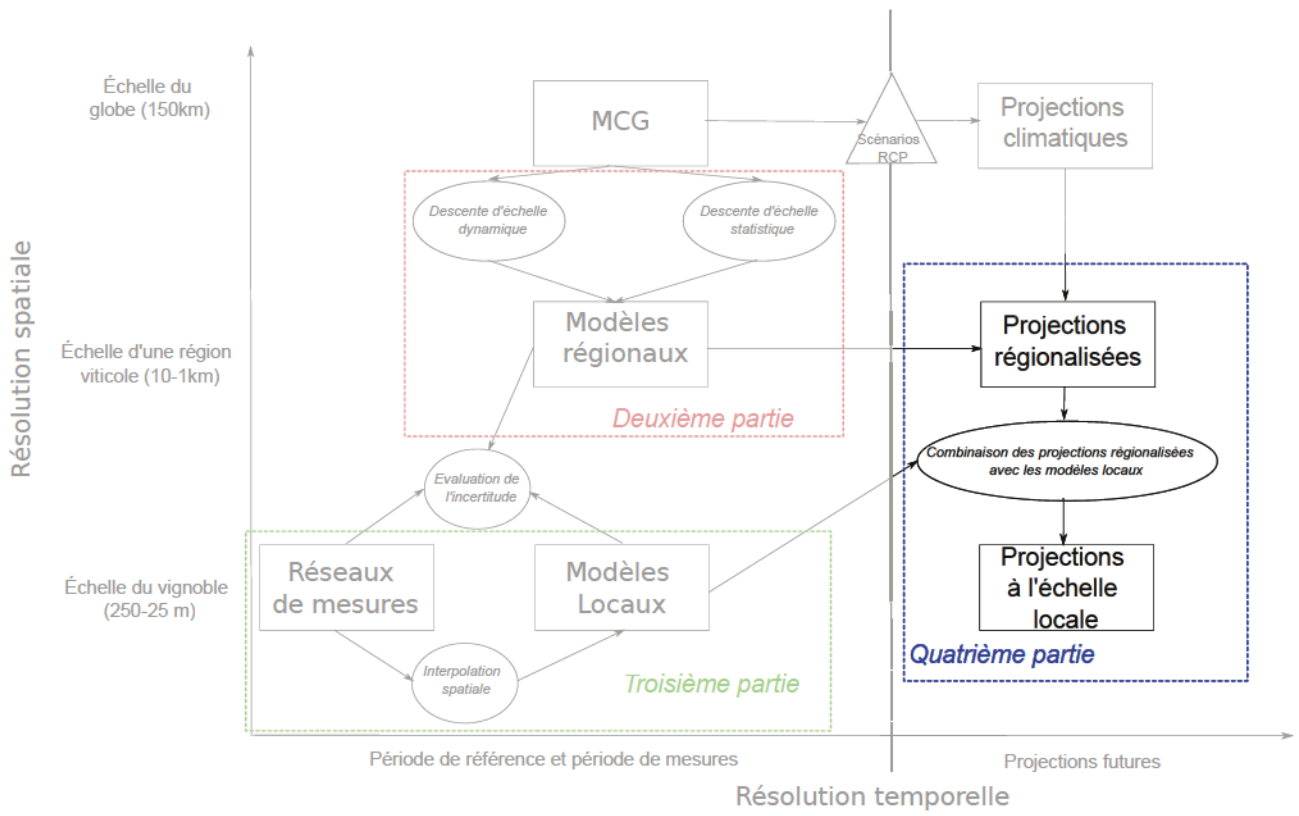 Échelle du
globe (150km)
MCG
Scénarios
RCP
Projections
climatiques
Descente d'échelle
dynamique
Descente d'échelle
statistique
Résolution spatiale
Échelle d'une région
viticole (10-1km)
Modèles
régionaux
Projections
régionalisées
Deuxième partie
Combinaison des projections régionalisées
avec les modèles locaux
Evaluation de
l'incertitude
Échelle du vignoble
(250-25 m)
Réseaux
de mesures
Modèles
Locaux
Projections
à l'échelle
locale
Quatrième partie
Interpolation
spatiale
Troisième partie
Période de référence et période de mesures
Projections futures
Résolution temporelle